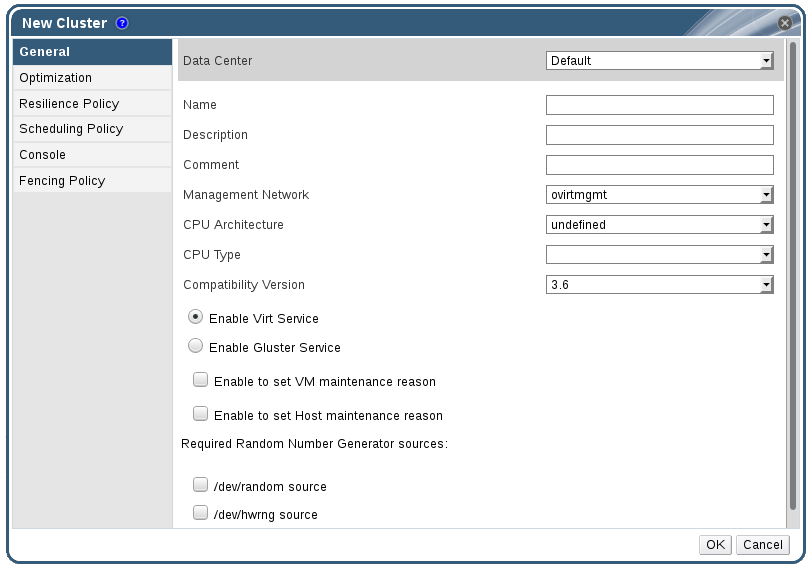 New Cluster ?
General
Optimization
Resilience Policy
Scheduling Policy
Console
Fencing Policy
Data Center Default
Name
Description
Comment
Management Network ovirtmgmt
CPU Architecture undefined
CPU Type
Compatibility Version 3.6
Enable Virt Service
Enable Gluster Service
Enable to set VM maintenance reason
Enable to set Host maintenance reason
Required Random Number Generator sources:
/dev/random source
/dev/hwrng source
OK Cancel